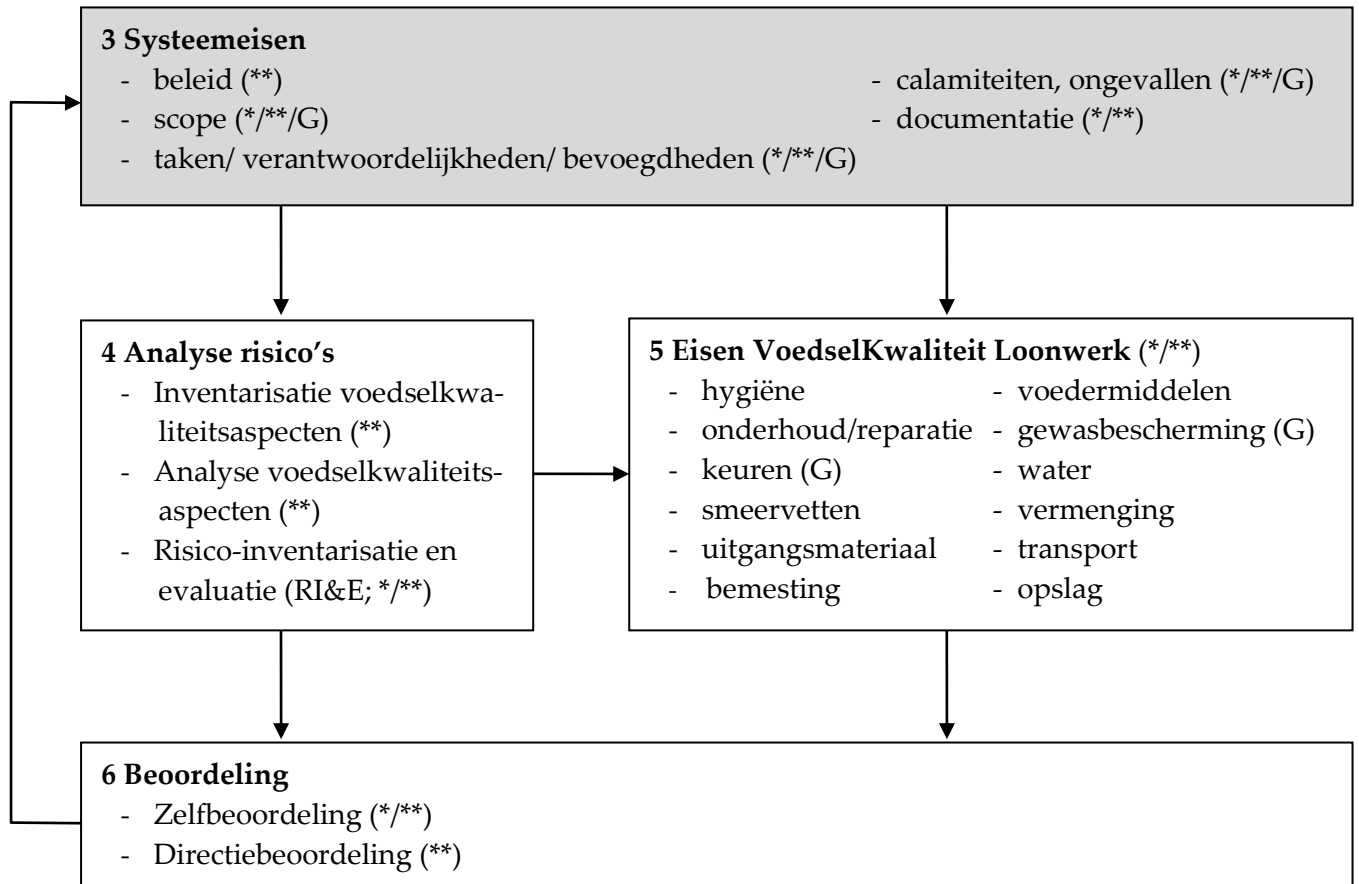 3 Systeemeisen
- beleid (**)
- scope (*/**/G)
- taken/ verantwoordelijkheden/ bevoegdheden (*/**/G)
- calamiteiten, ongevallen (*/**/G)
- documentatie (*/**)
4 Analyse risico’s
- Inventarisatie voedselkwa-
liteitsaspecten (**)
- Analyse voedselkwaliteits-
aspecten (**)
- Risico-inventarisatie en
evaluatie (RI&E; */**)
5 Eisen VoedselKwaliteit Loonwerk (*/**)
- hygiëne
- onderhoud/reparatie
- keuren (G)
- smeervetten
- uitgangsmateriaal
- bemesting
- voedermiddelen
- gewasbescherming (G)
- water
- vermenging
- transport
- opslag
6 Beoordeling
- Zelfbeoordeling (*/**)
- Directiebeoordeling (**)